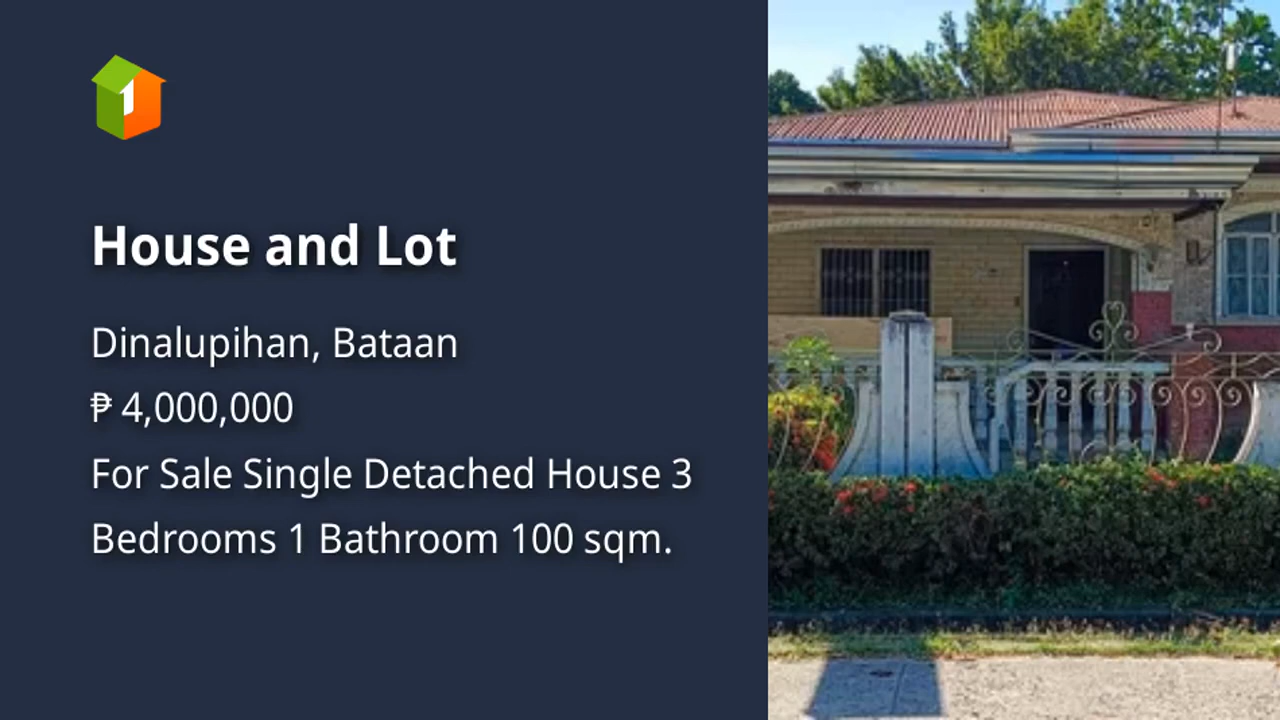 House and Lot
Dinalupihan, Bataan
₱ 4,000,000
For Sale Single Detached House 3
Bedrooms 1 Bathroom 100 sqm.